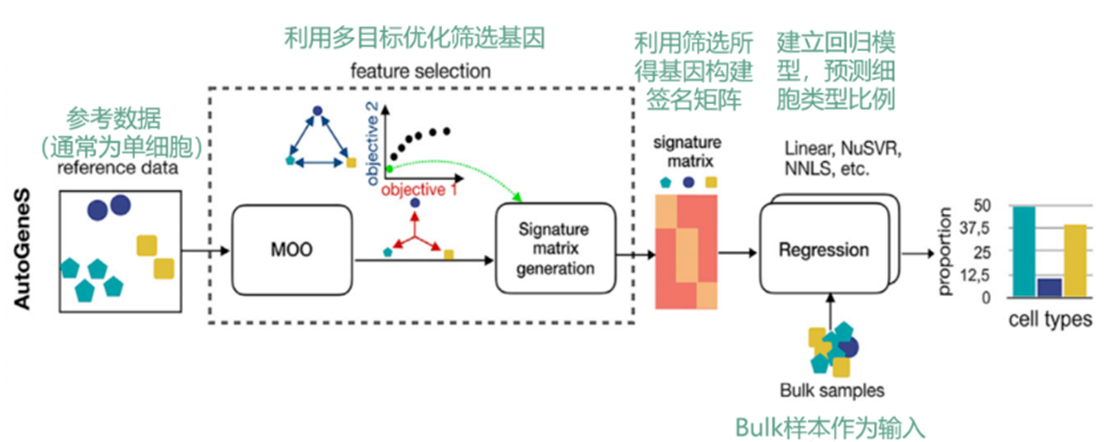 利用多目标优化筛选基因
feature selection
利用筛选所
得基因构建
签名矩阵
建立回归模
型，预测细
胞类型比例
参考数据
（通常为单细胞）
reference data
AutoGeneS
MOO
objective 2
objective 1
Signature
matrix
generation
signature
matrix
Linear, NuSVR,
NNLS, etc.
Regression
Bulk samples
Bulk样本作为输入
proportion
50
37,5
25
12,5
0
cell types